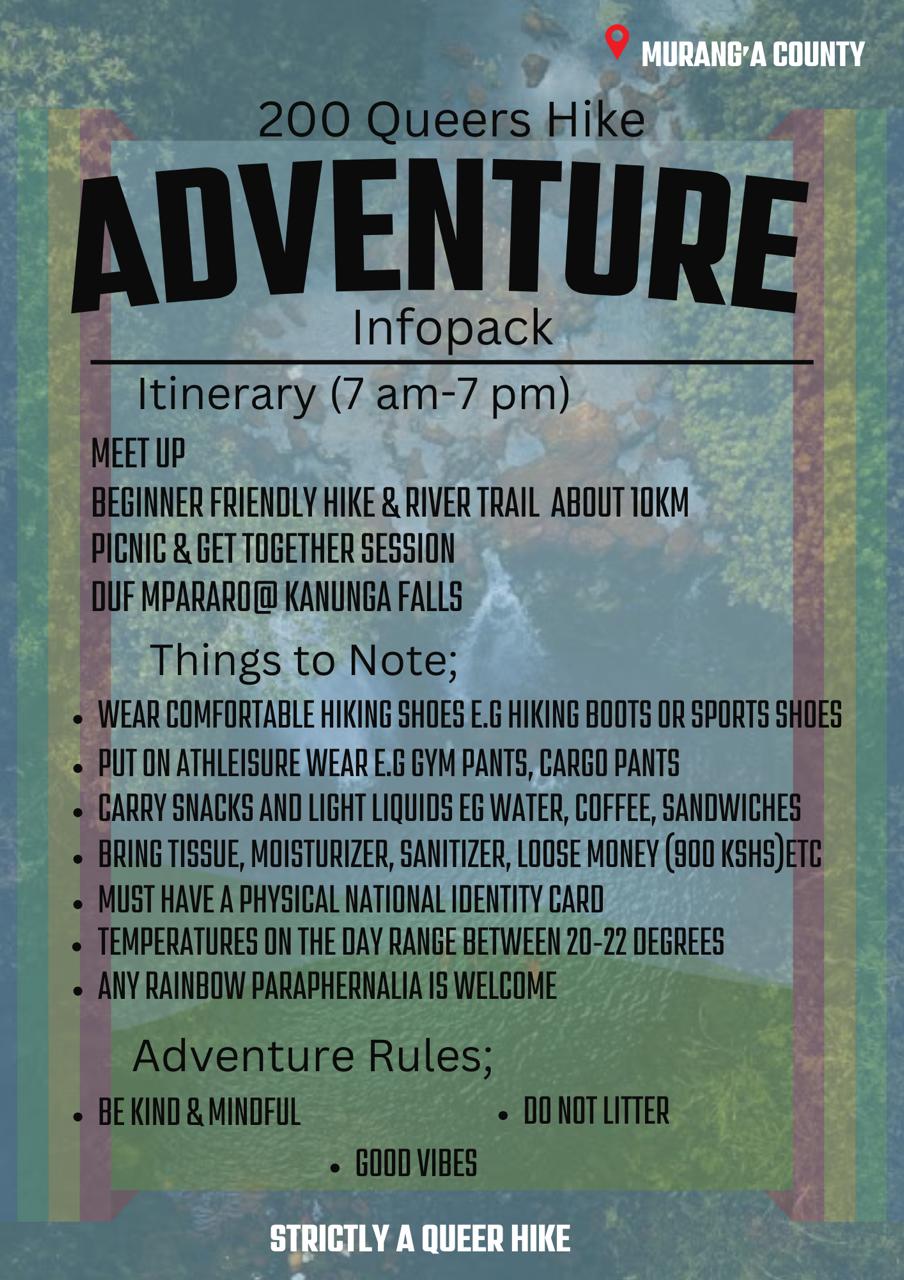 MURANG'A COUNTY
200 Queers Hike
ADVENTURE
Infopack
Itinerary (7 am-7 pm)
MEET UP
BEGINNER FRIENDLY HIKE & RIVER TRAIL ABOUT 10KM
PICNIC & GET TOGETHER SESSION
DUF MPARARO@ KANUNGA FALLS
Things to Note;
• WEAR COMFORTABLE HIKING SHOES E.G HIKING BOOTS OR SPORTS SHOES
• PUT ON ATHLEISURE WEAR E.G GYM PANTS, CARGO PANTS
• CARRY SNACKS AND LIGHT LIQUIDS EG WATER, COFFEE, SANDWICHES
• BRING TISSUE, MOISTURIZER, SANITIZER, LOOSE MONEY (900 KSHS)ETC
• MUST HAVE A PHYSICAL NATIONAL IDENTITY CARD
• TEMPERATURES ON THE DAY RANGE BETWEEN 20-22 DEGREES
• ANY RAINBOW PARAPHERNALIA IS WELCOME
Adventure Rules;
• BE KIND & MINDFUL
• DO NOT LITTER
• GOOD VIBES
STRICTLY A QUEER HIKE